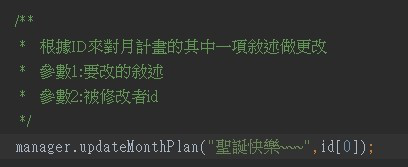 /**
* 根據ID來對月計畫的其中一項敘述做更改
* 參數1:要改的敘述
* 參數2:被修改者id
*/
manager.updateMonthPlan("聖誕快樂~~~",id[0]);